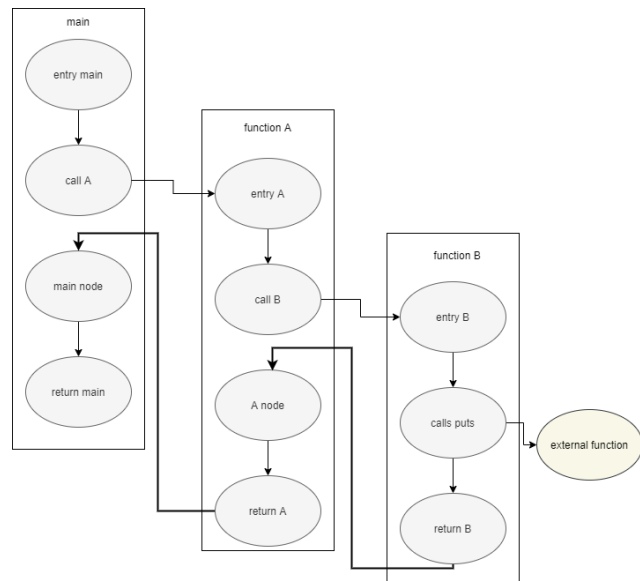 main
entry main
call A
main node
return main
function A
entry A
call B
A node
return A
function B
entry B
calls puts
return B
external function